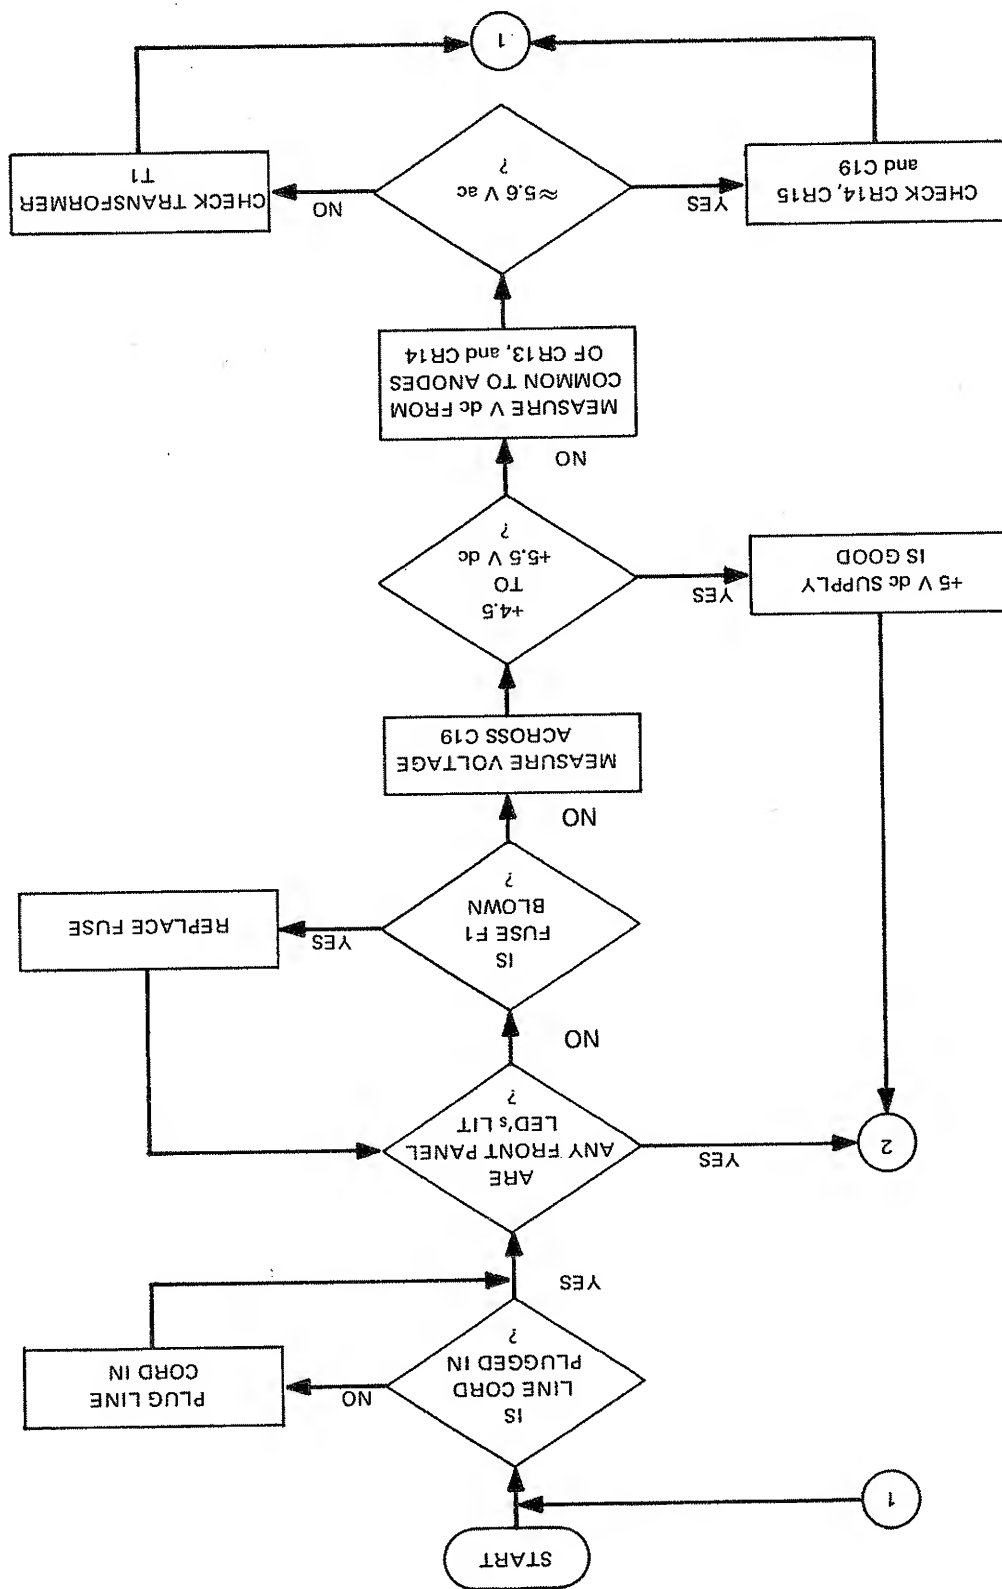 START
1
IS
LINE CORD
PLUGGED IN
?
NO
PLUG LINE
CORD IN
YES
ARE
ANY FRONT PANEL
LED's LIT
?
YES
2
NO
IS
FUSE F1
BLOWN
?
YES
REPLACE FUSE
NO
MEASURE VOLTAGE
ACROSS C19
+4.5
TO
+5.5 V dc
?
YES
+5 V dc SUPPLY
IS GOOD
NO
MEASURE V dc FROM
COMMON TO ANODES
OF CR13, and CR14
≈5.6 V ac
?
YES
CHECK CR14, CR15
and C19
NO
CHECK TRANSFORMER
T1
1